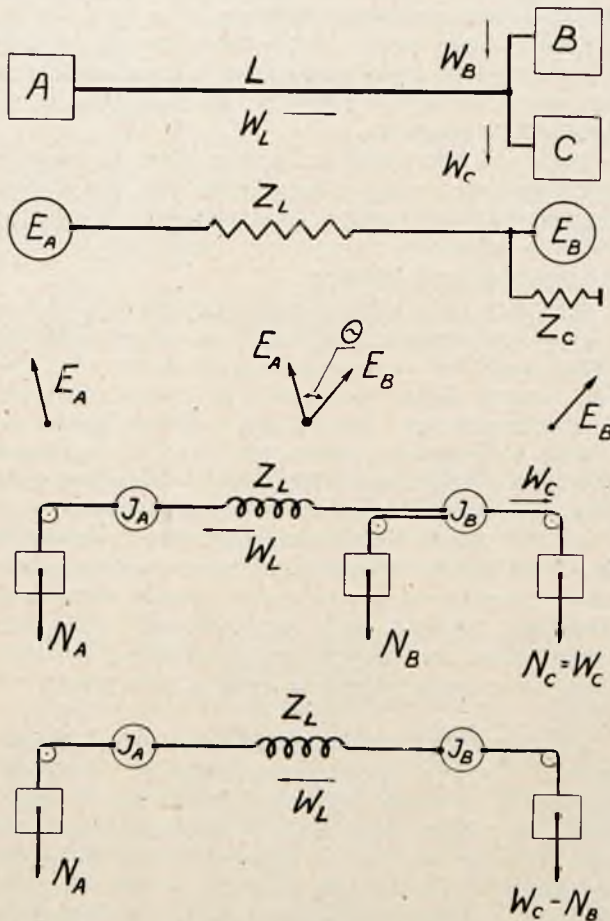 A L B
W_B
W_L
W_C C
E_A Z_L E_B
Z_C
Θ
E_A E_A E_B E_B
J_A Z_L J_B W_C
W_L
N_A N_B N_C=W_C
J_A Z_L J_B
W_L
N_A W_C-N_B